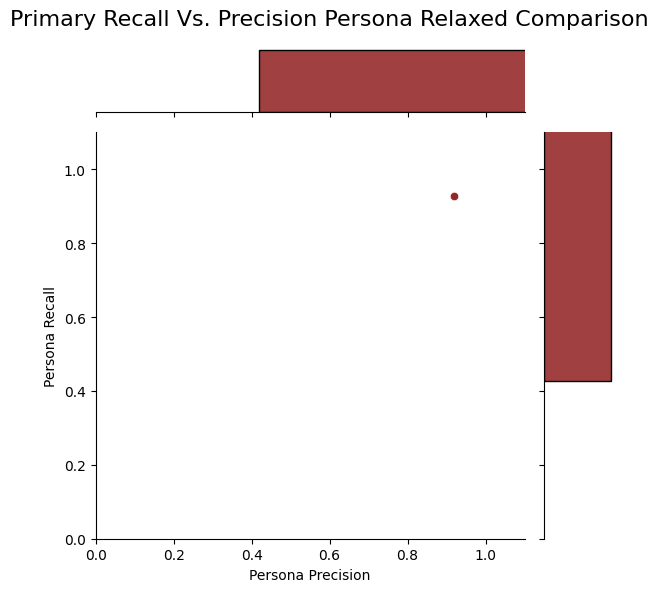 Primary Recall Vs. Precision Persona Relaxed Comparison
1.0
0.8
0.6
0.4
0.2
0.0
Persona Recall
0.0 0.2 0.4 0.6 0.8 1.0
Persona Precision